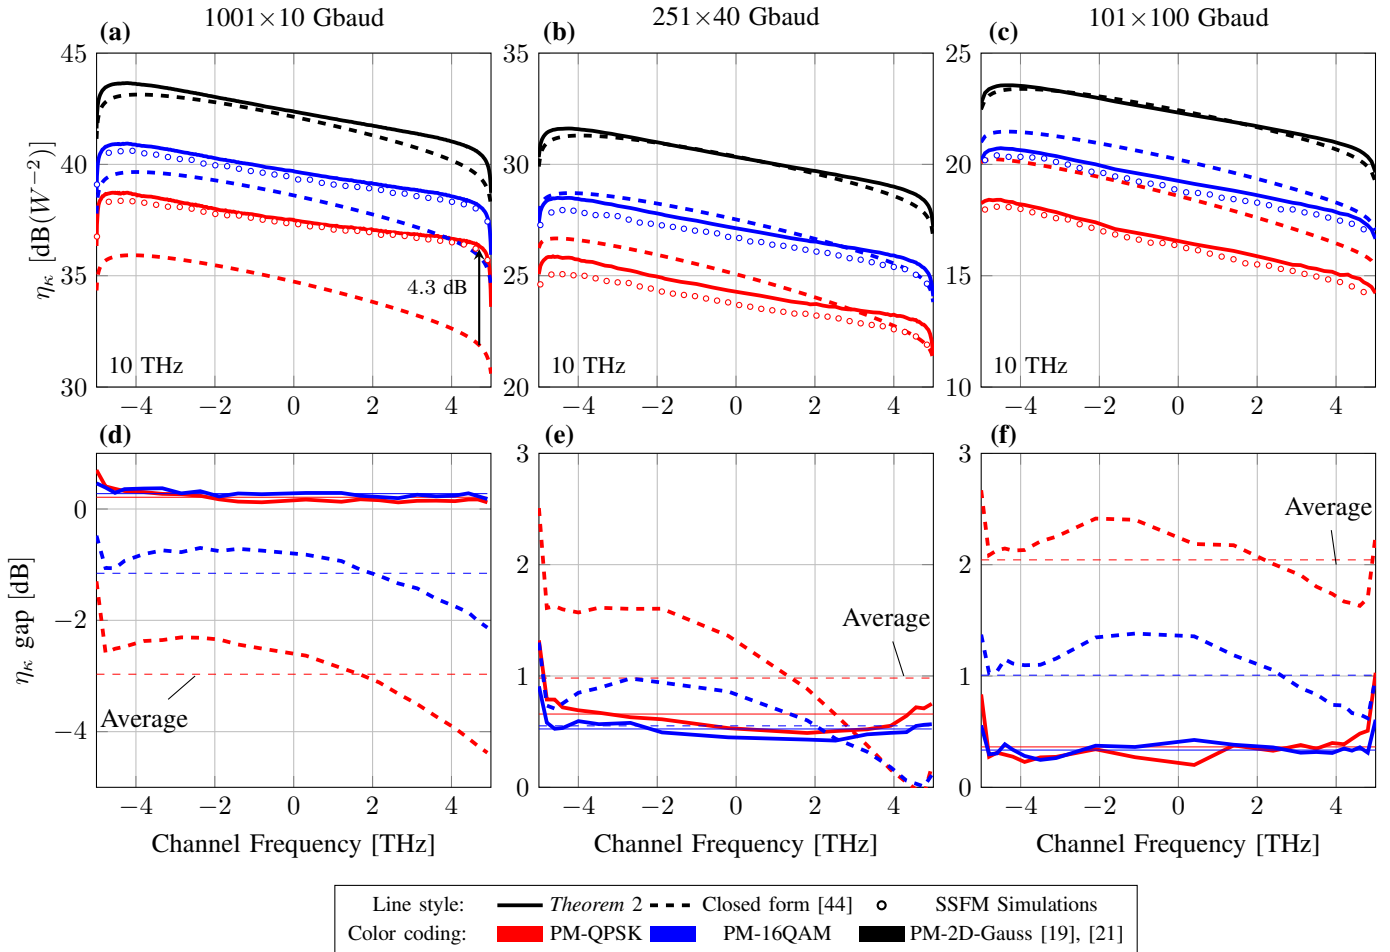 1001×10 Gbaud
251×40 Gbaud
101×100 Gbaud
(a)
(b)
(c)
45
40
35
30
η_κ [dB(W⁻²)]
4.3 dB
10 THz
−4 −2 0 2 4
35
30
25
20
10 THz
−4 −2 0 2 4
25
20
15
10
10 THz
−4 −2 0 2 4
(d)
(e)
(f)
0
−2
−4
η_κ gap [dB]
Average
−4 −2 0 2 4
Channel Frequency [THz]
3
2
1
0
Average
−4 −2 0 2 4
Channel Frequency [THz]
3
2
1
0
Average
−4 −2 0 2 4
Channel Frequency [THz]
Line style: Theorem 2 Closed form [44] SSFM Simulations
Color coding: PM-QPSK PM-16QAM PM-2D-Gauss [19], [21]